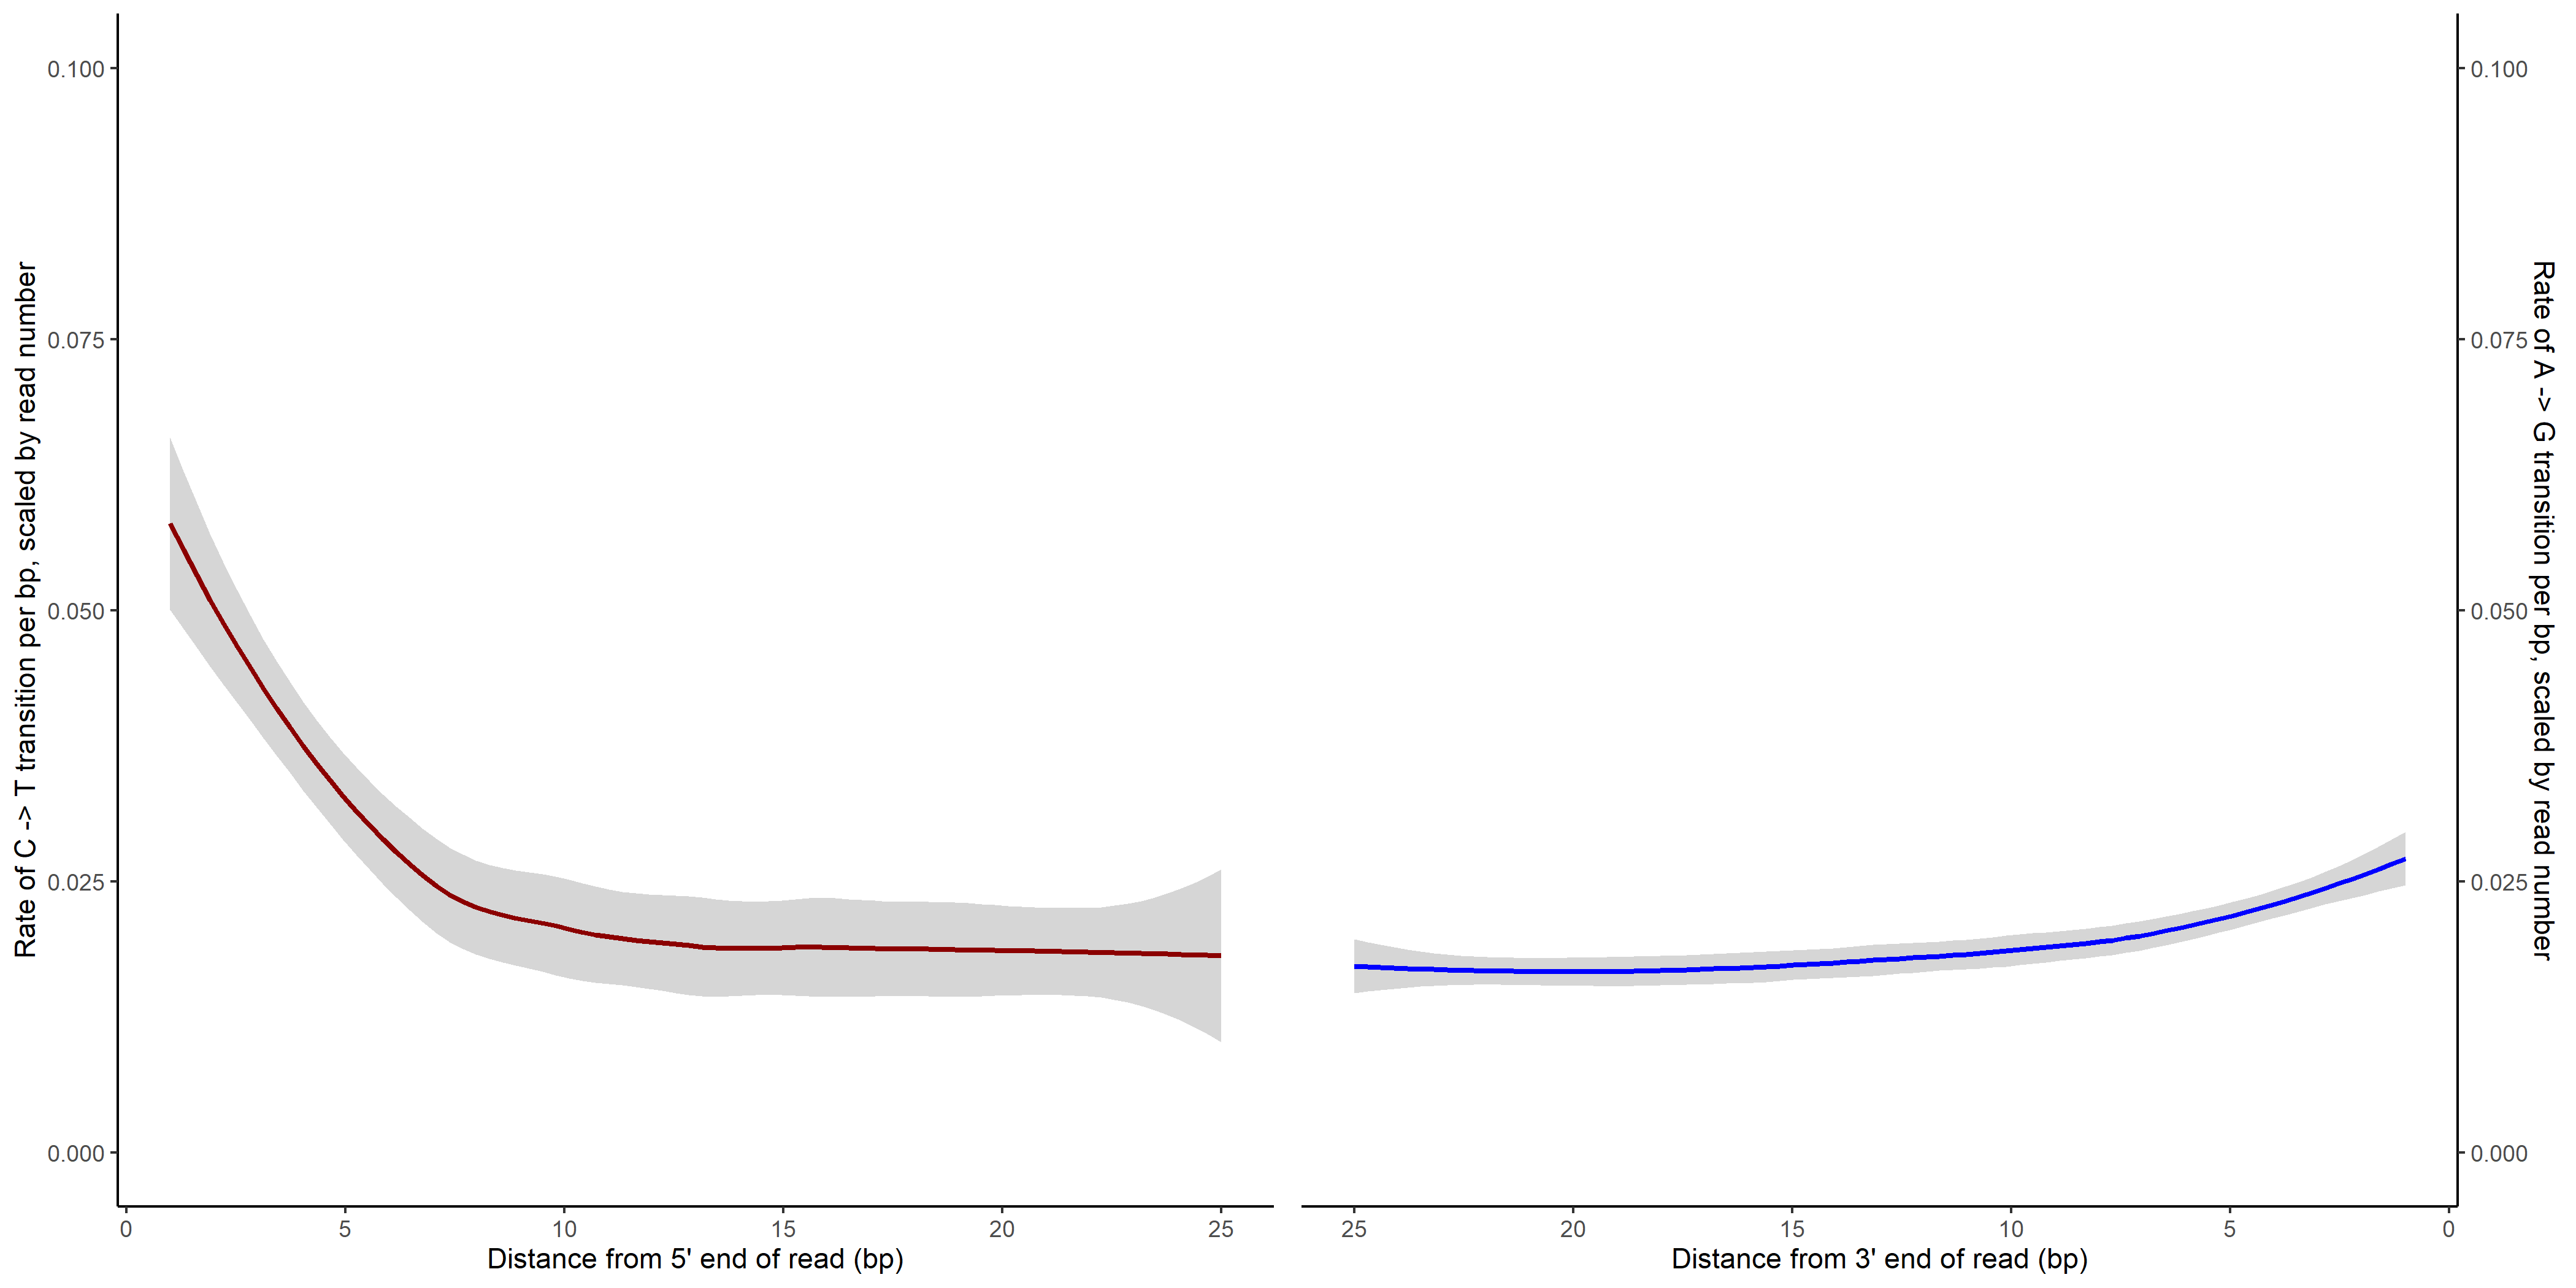 Rate of C -> T transition per bp, scaled by read number
0.100
0.075
0.050
0.025
0.000
0 5 10 15 20 25
Distance from 5' end of read (bp)
25 20 15 10 5 0
Distance from 3' end of read (bp)
0.100
0.075
0.050
0.025
0.000
Rate of A -> G transition per bp, scaled by read number